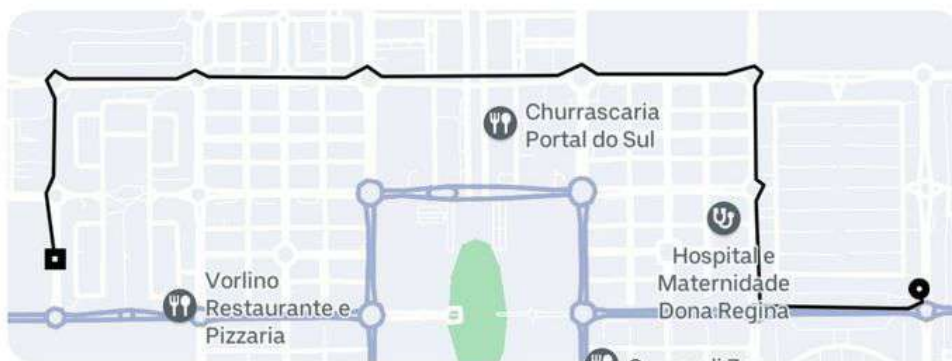 Churrascaria
Portal do Sul
Hospital e
Maternidade
Dona Regina
Vorlino
Restaurante e
Pizzaria